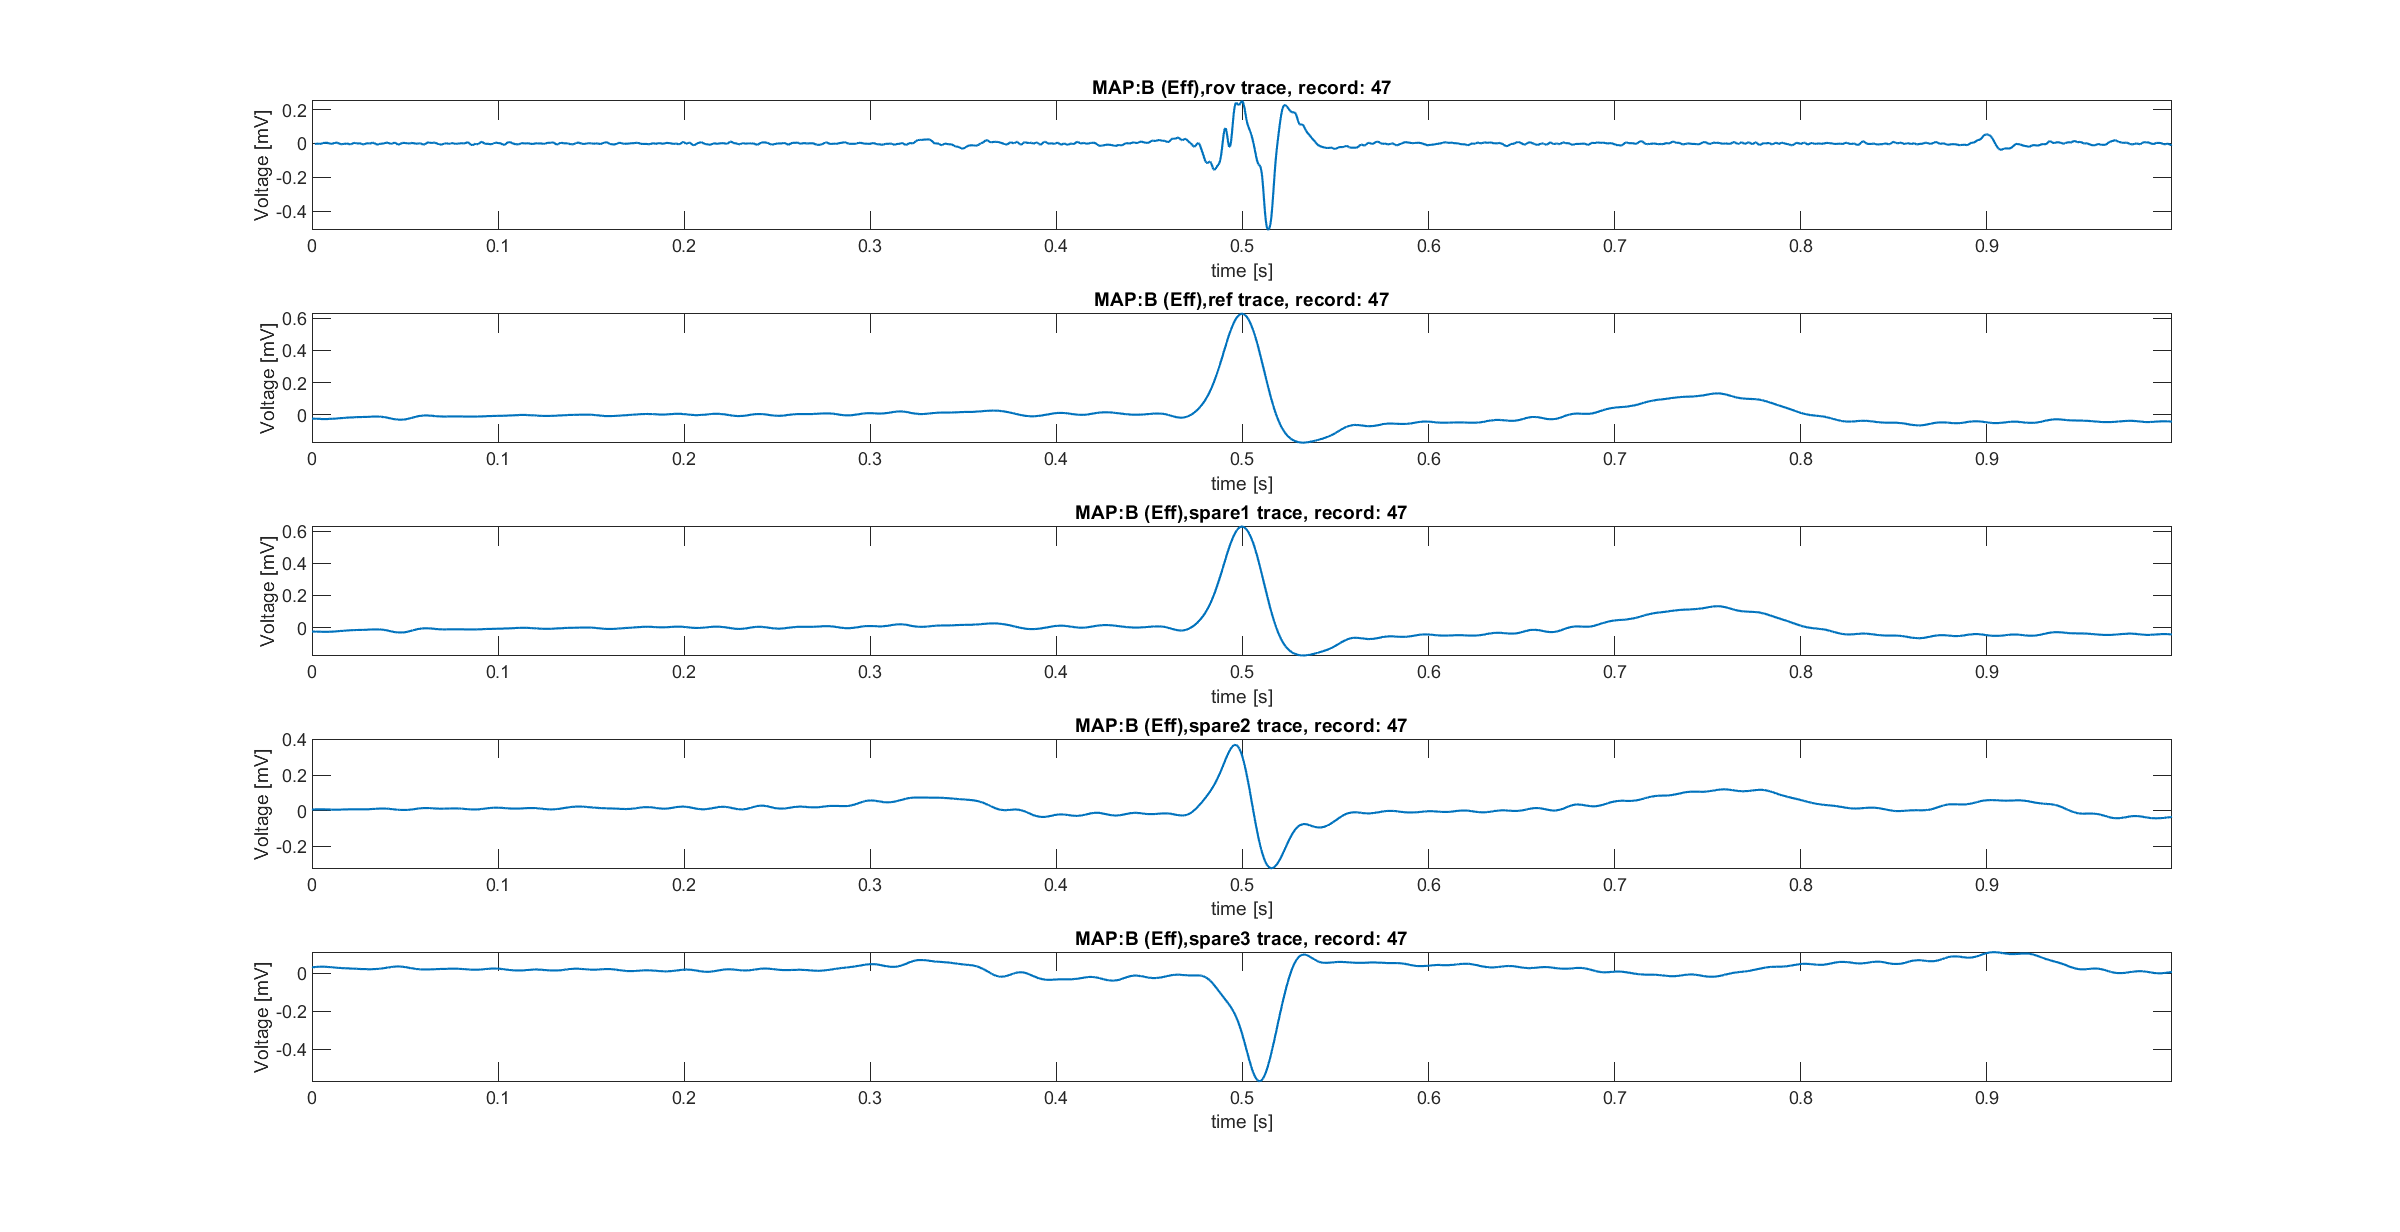 MAP:B (Eff),rov trace, record: 47
Voltage [mV]
0.2
0
-0.2
-0.4
0 0.1 0.2 0.3 0.4 0.5 0.6 0.7 0.8 0.9
time [s]
MAP:B (Eff),ref trace, record: 47
Voltage [mV]
0.6
0.4
0.2
0
0 0.1 0.2 0.3 0.4 0.5 0.6 0.7 0.8 0.9
time [s]
MAP:B (Eff),spare1 trace, record: 47
Voltage [mV]
0.6
0.4
0.2
0
0 0.1 0.2 0.3 0.4 0.5 0.6 0.7 0.8 0.9
time [s]
MAP:B (Eff),spare2 trace, record: 47
Voltage [mV]
0.4
0.2
0
-0.2
0 0.1 0.2 0.3 0.4 0.5 0.6 0.7 0.8 0.9
time [s]
MAP:B (Eff),spare3 trace, record: 47
Voltage [mV]
0
-0.2
-0.4
0 0.1 0.2 0.3 0.4 0.5 0.6 0.7 0.8 0.9
time [s]